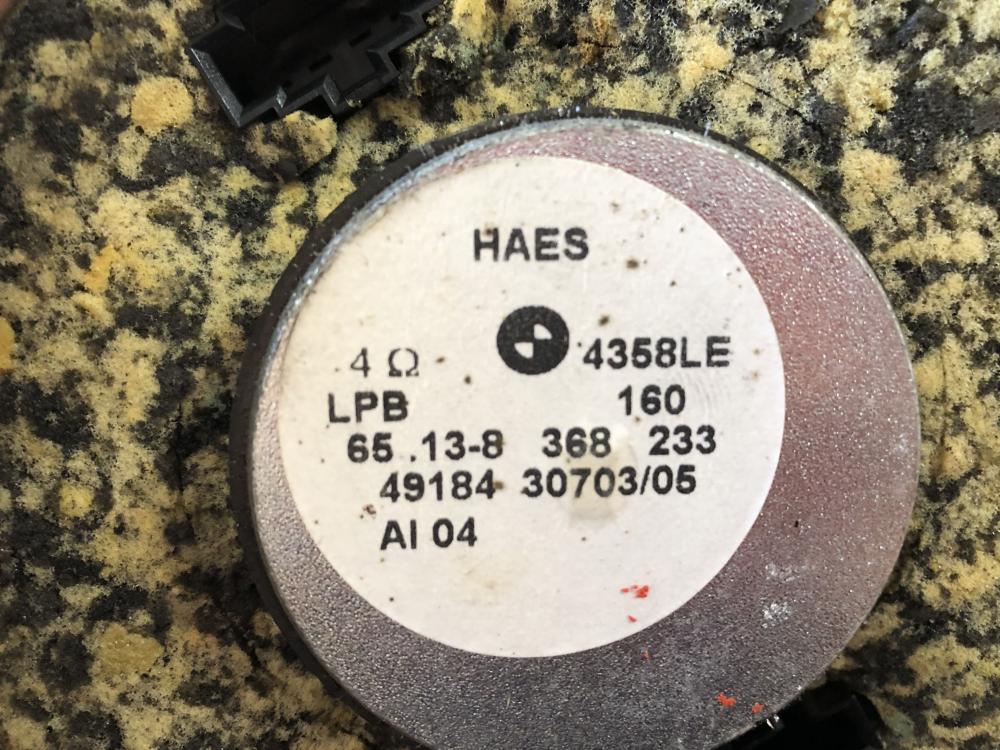 HAES
4 Ω 4358LE
LPB 160
65 .13-8 368 233
49184 30703/05
AI 04